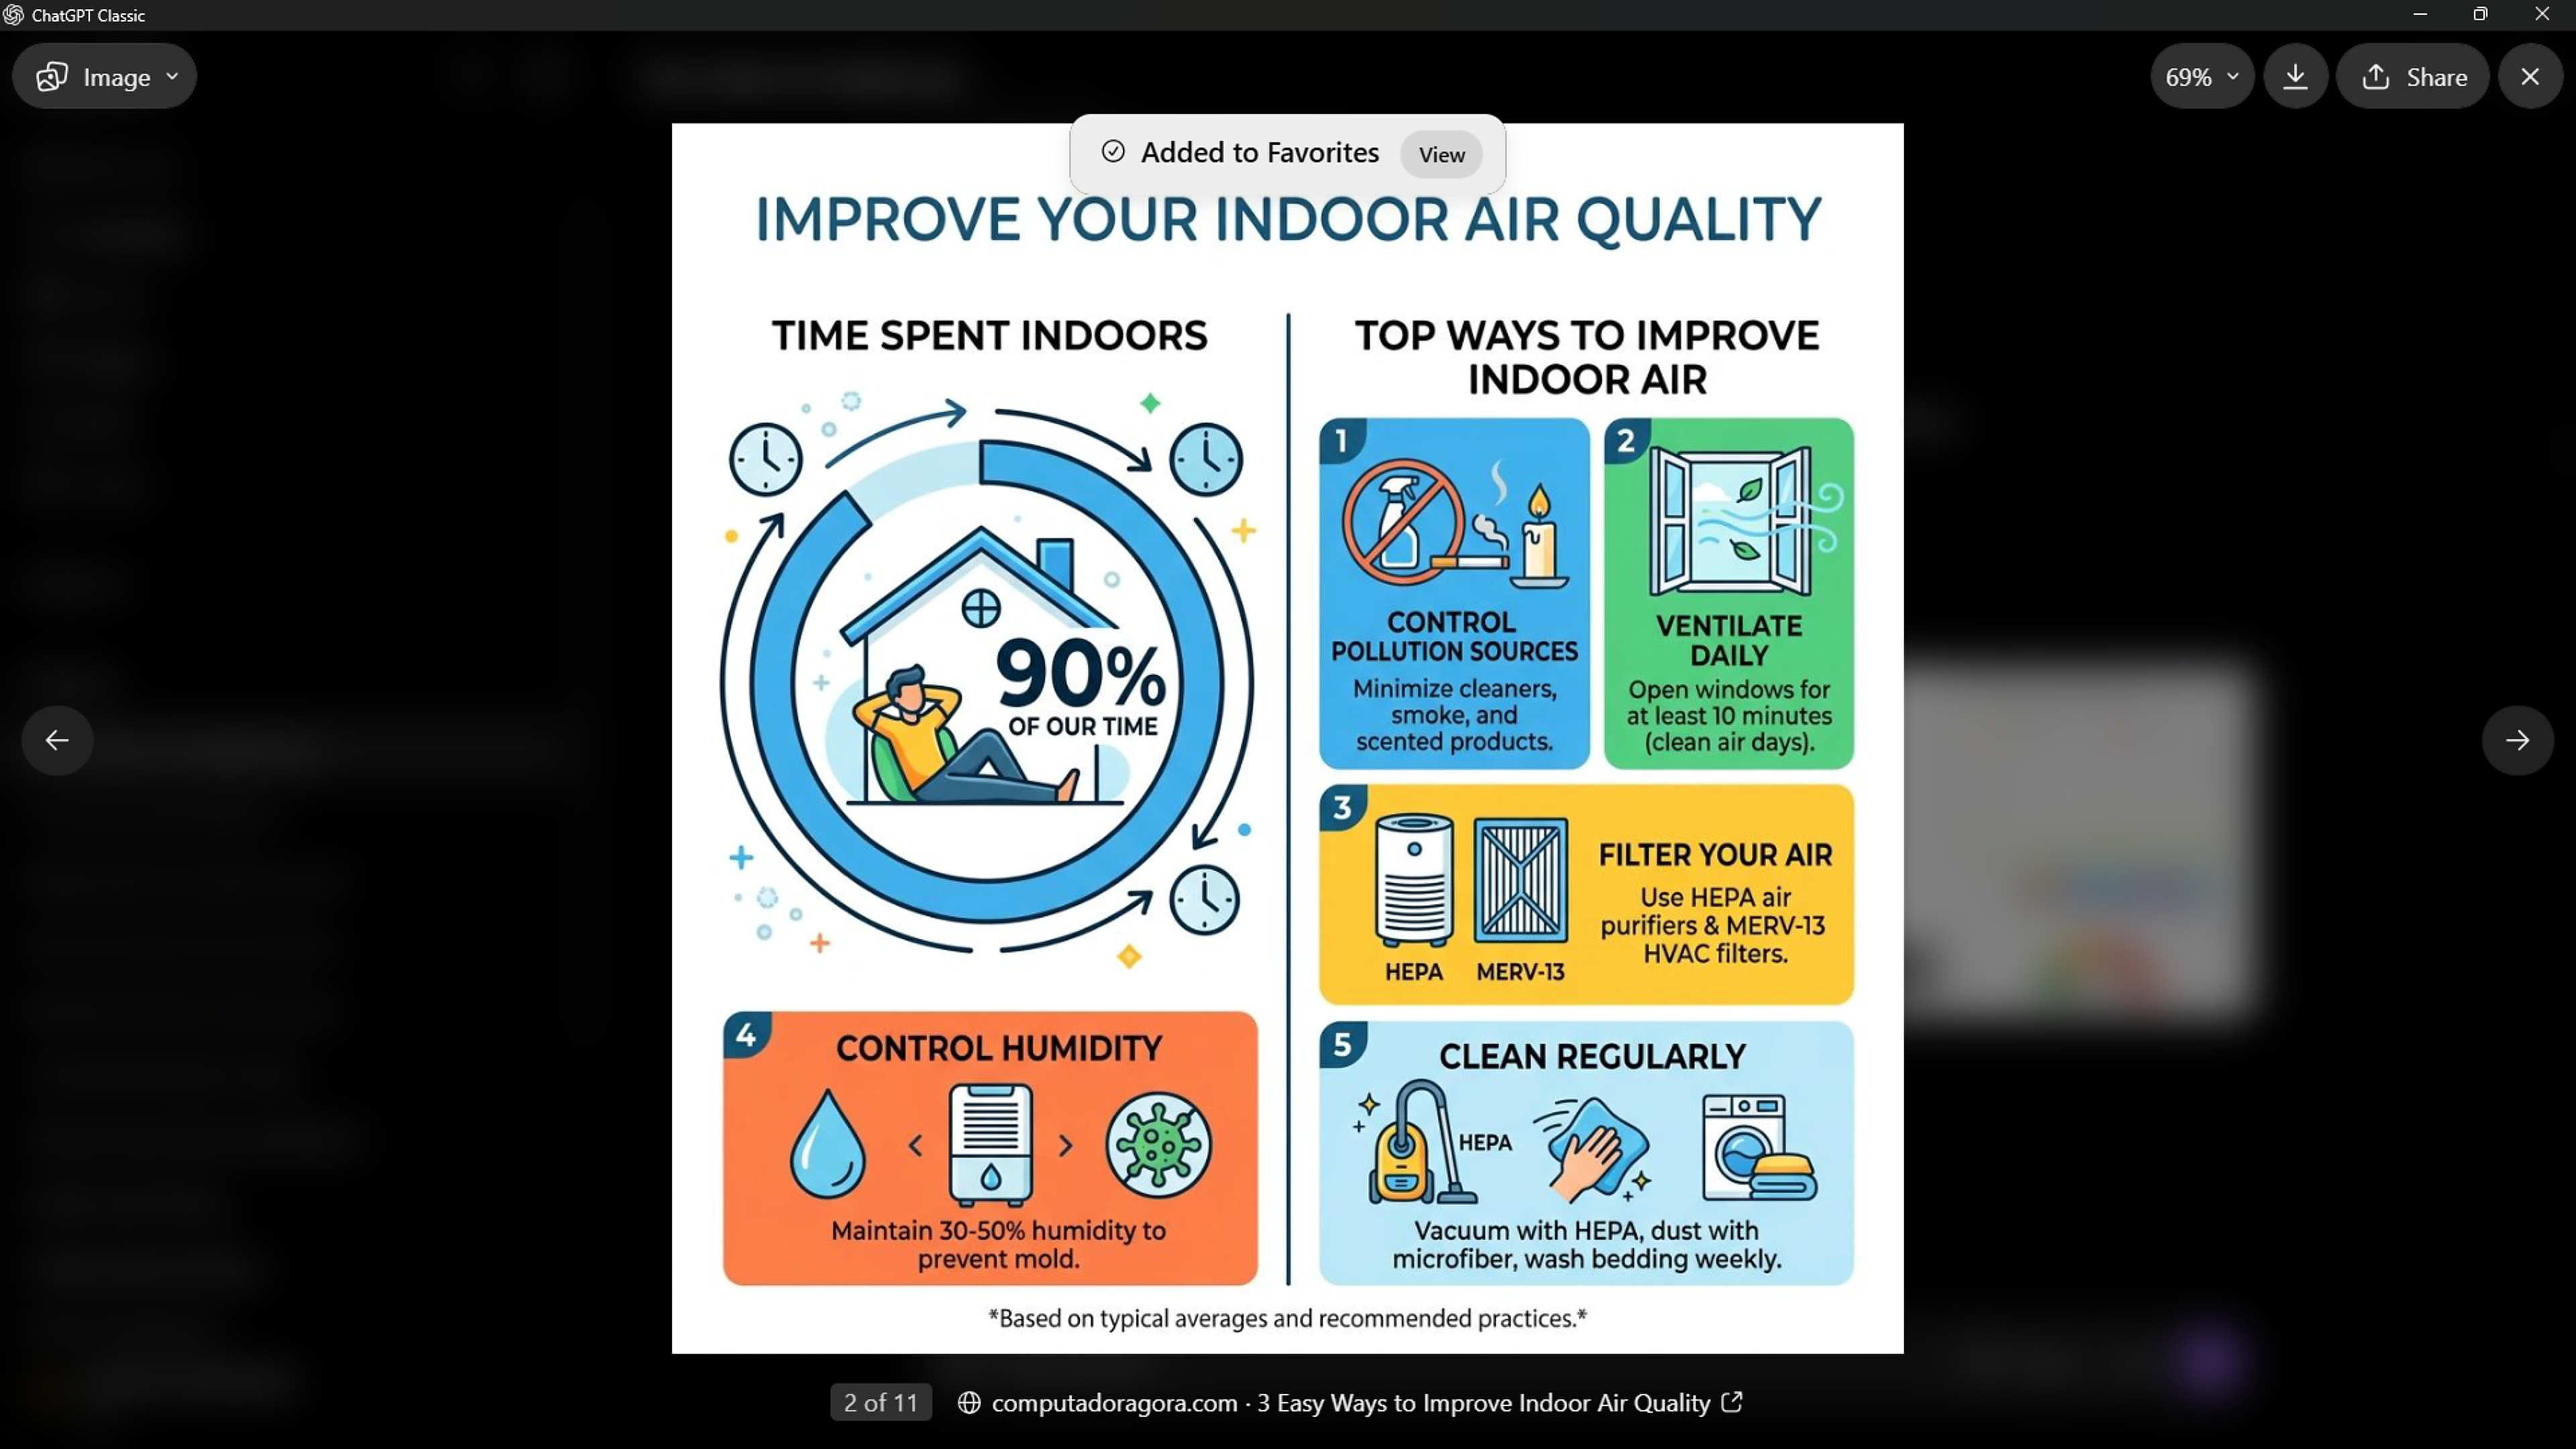 ChatGPT Classic
Image
69%
Share
Added to Favorites
View
IMPROVE YOUR INDOOR AIR QUALITY
TIME SPENT INDOORS
90%
OF OUR TIME
TOP WAYS TO IMPROVE
INDOOR AIR
1
CONTROL
POLLUTION SOURCES
Minimize cleaners,
smoke, and
scented products.
2
VENTILATE
DAILY
Open windows for
at least 10 minutes
(clean air days).
3
HEPA
MERV-13
FILTER YOUR AIR
Use HEPA air
purifiers & MERV-13
HVAC filters.
4
CONTROL HUMIDITY
< >
Maintain 30-50% humidity to
prevent mold.
5
CLEAN REGULARLY
HEPA
Vacuum with HEPA, dust with
microfiber, wash bedding weekly.
*Based on typical averages and recommended practices.*
2 of 11
computadoragora.com · 3 Easy Ways to Improve Indoor Air Quality